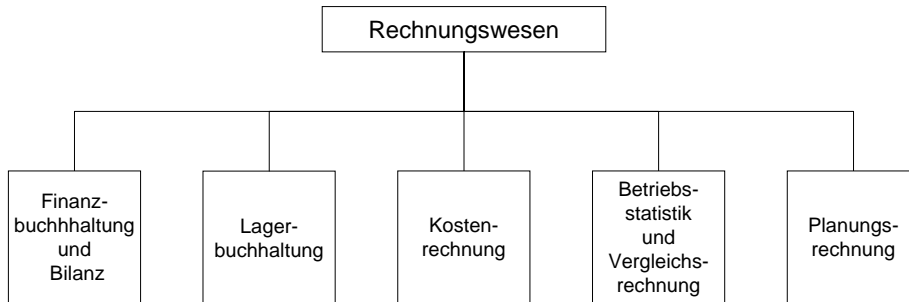 Rechnungswesen
Finanz-
buchhhaltung
und
Bilanz
Lager-
buchhaltung
Kosten-
rechnung
Betriebs-
statistik
und
Vergleichs-
rechnung
Planungs-
rechnung